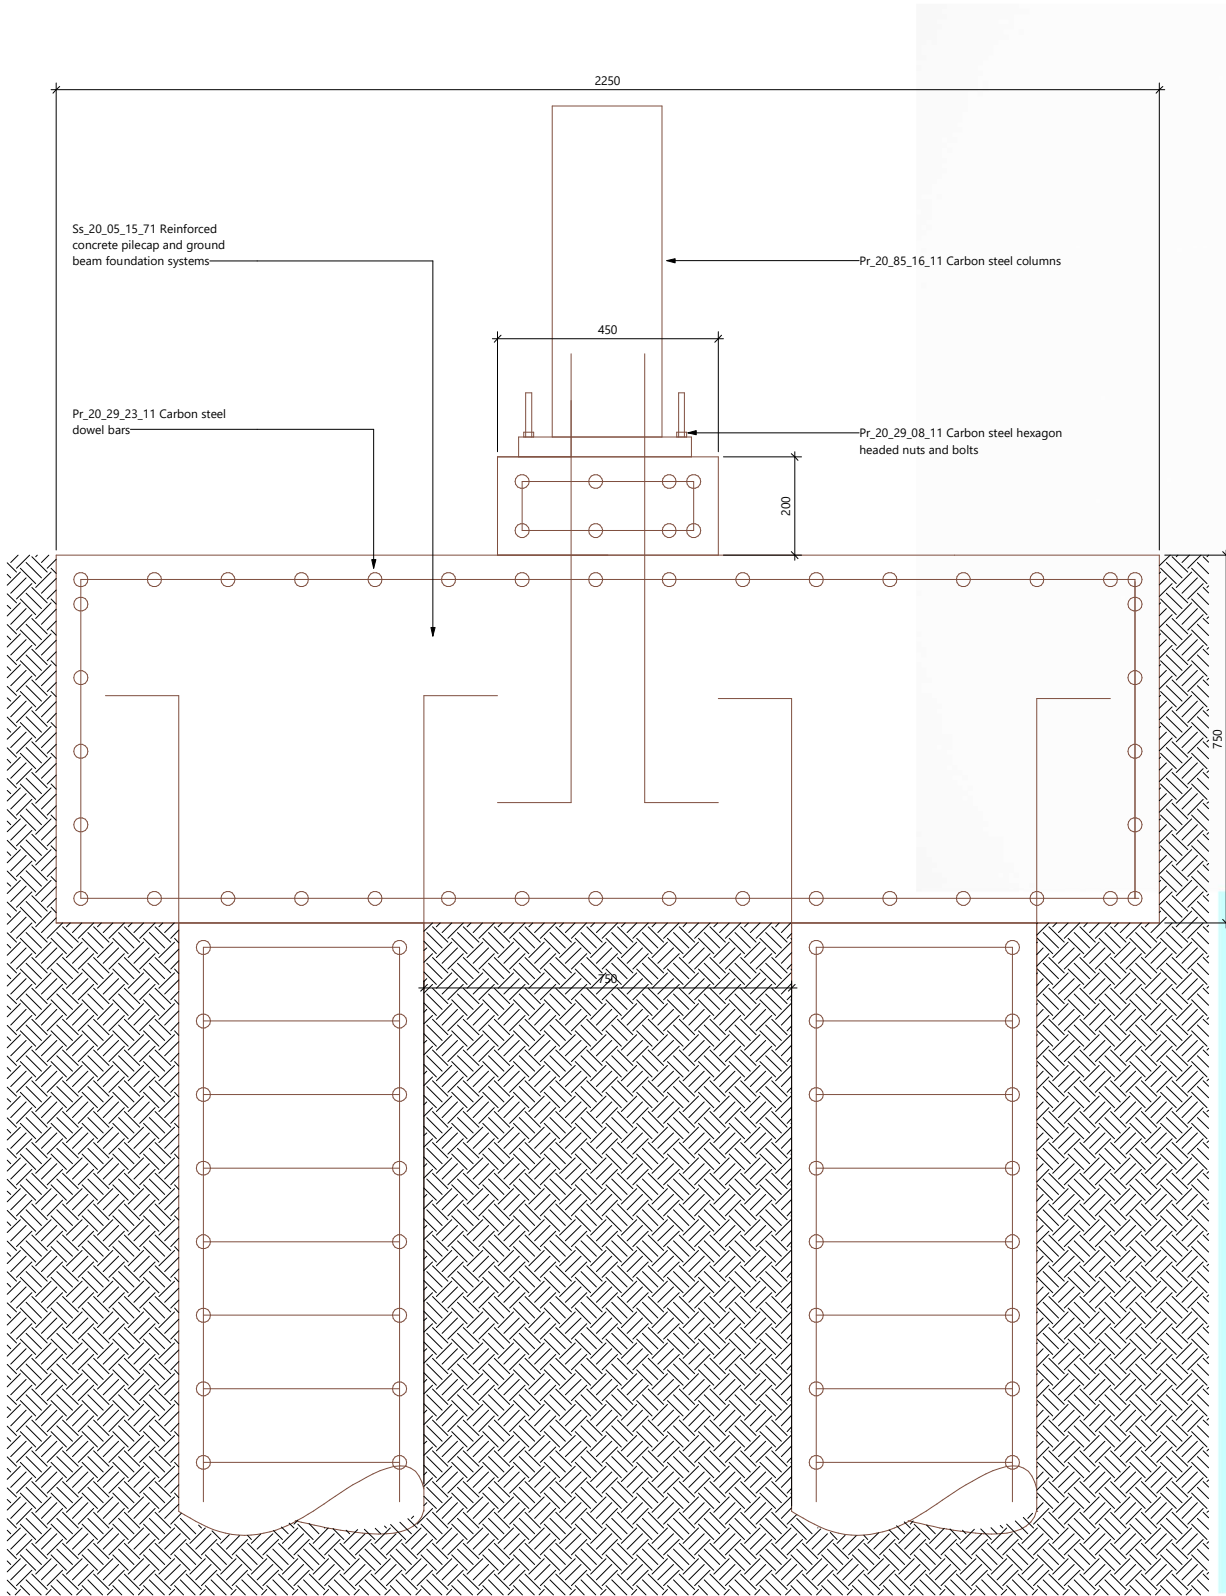 2250
Ss_20_05_15_71 Reinforced
concrete pilecap and ground
beam foundation systems
Pr_20_85_16_11 Carbon steel columns
450
Pr_20_29_23_11 Carbon steel
dowel bars
Pr_20_29_08_11 Carbon steel hexagon
headed nuts and bolts
200
750
750